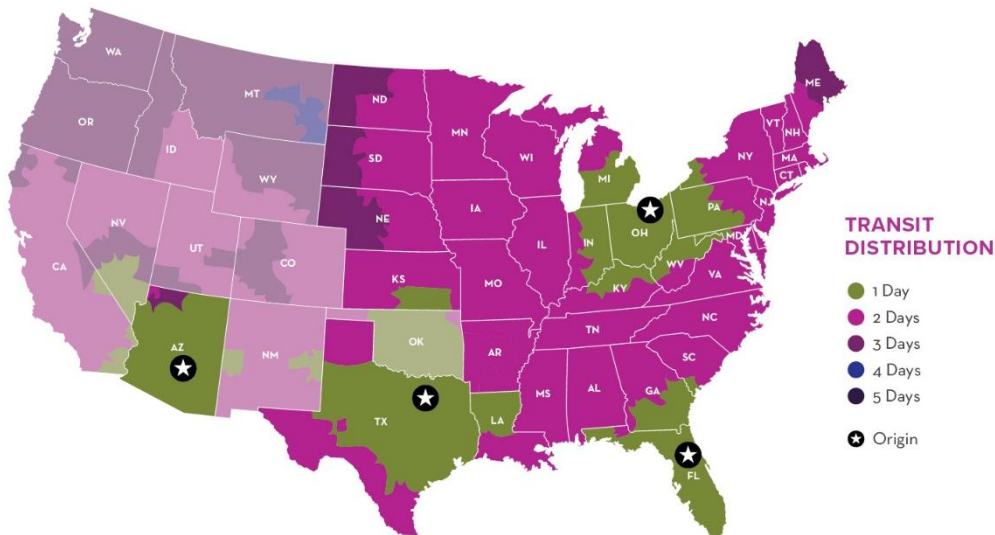 WA
OR
ID
MT
WY
NV
UT
CO
CA
AZ
NM
ND
SD
NE
KS
OK
TX
MN
IA
MO
AR
LA
WI
IL
MI
IN
OH
KY
TN
MS
AL
GA
FL
SC
NC
VA
WV
MD
PA
NJ
NY
CT
MA
VT
NH
ME
TRANSIT
DISTRIBUTION
1 Day
2 Days
3 Days
4 Days
5 Days
Origin